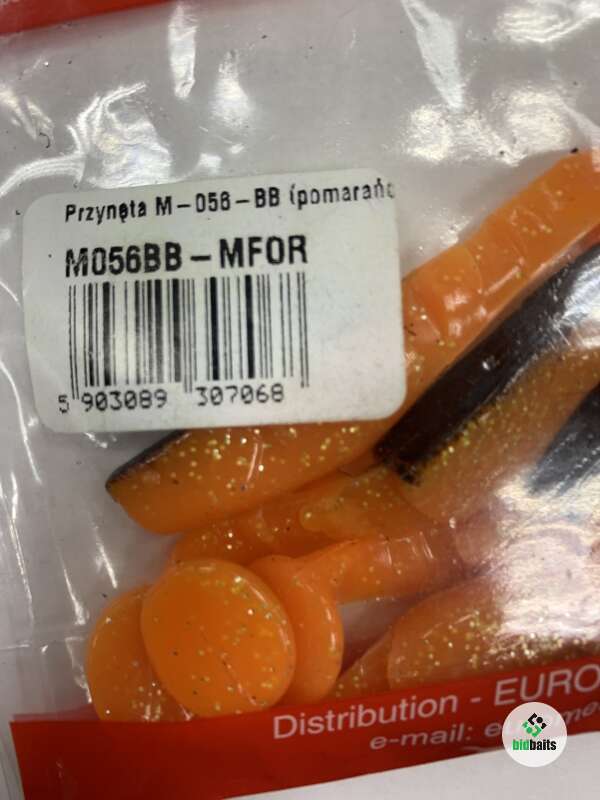 Przynęta M-056-BB (pomarańc
M056BB-MFOR
5 903089 307068
Distribution - EURO
e-mail:
bidbaits